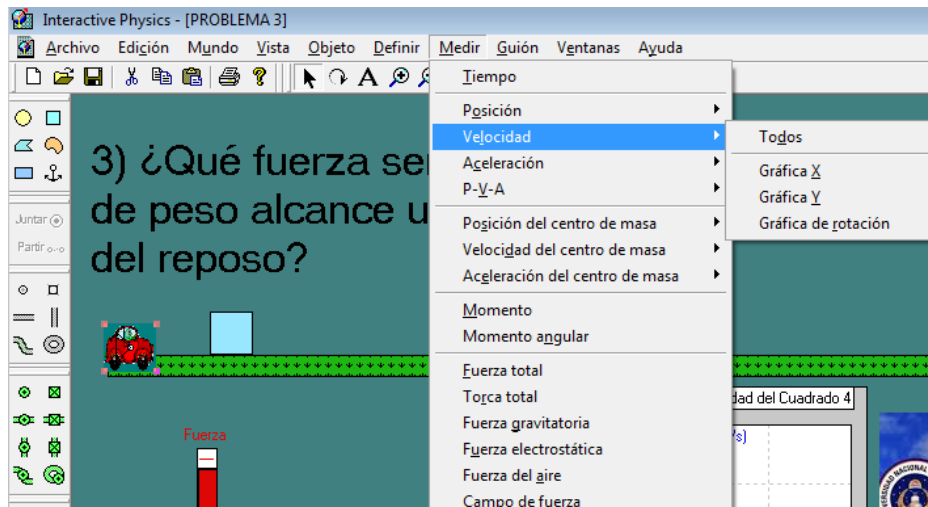 Interactive Physics - [PROBLEMA 3]
Archivo Edición Mundo Vista Objeto Definir Medir Guión Ventanas Ayuda
Tiempo
Posición
Velocidad
Aceleración
P-V-A
Posición del centro de masa
Velocidad del centro de masa
Aceleración del centro de masa
Momento
Momento angular
Fuerza total
Torca total
Fuerza gravitatoria
Fuerza electrostática
Fuerza del aire
Campo de fuerza
Todos
Gráfica X
Gráfica Y
Gráfica de rotación
3) ¿Qué fuerza ser
de peso alcance u
del reposo?
Juntar
Partir
Fuerza
dad del Cuadrado 4
/s)
NACIONAL